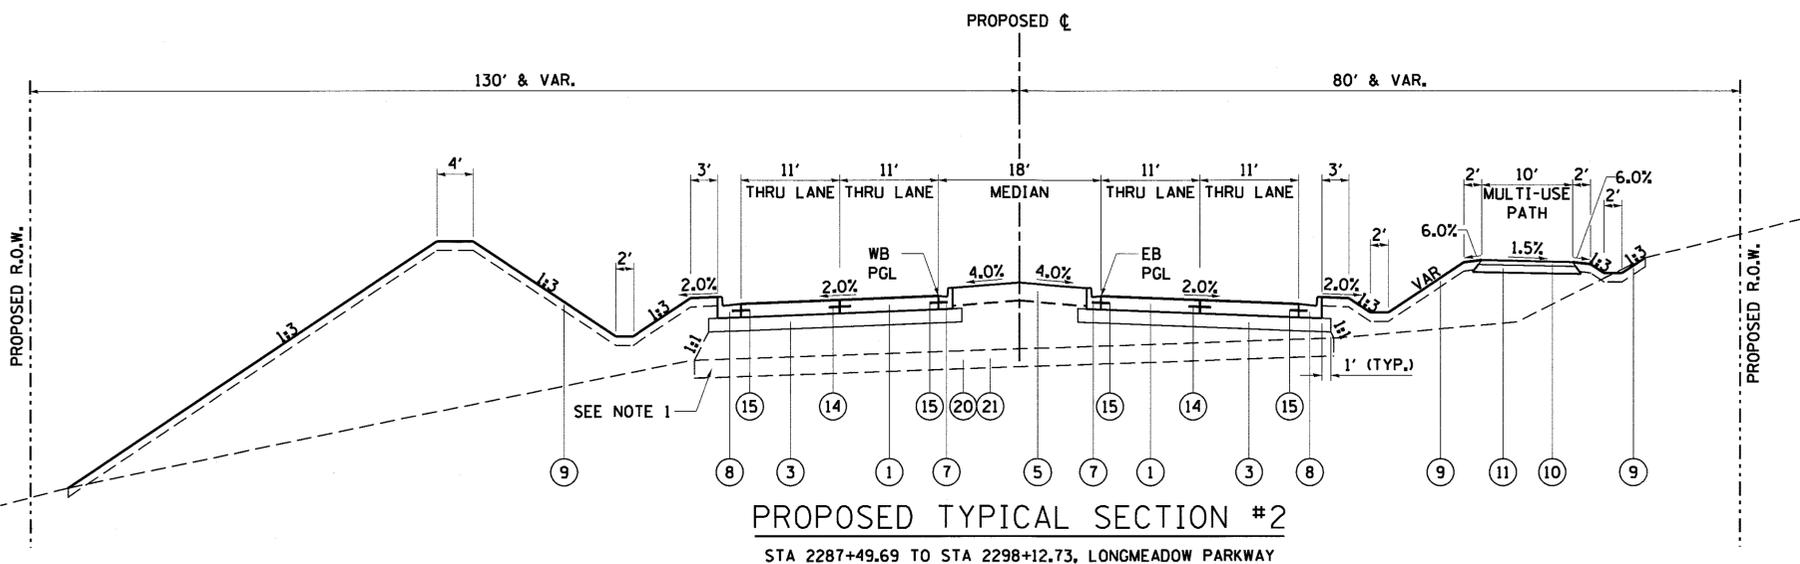 PROPOSED ℄
130' & VAR.
80' & VAR.
4'
3'
11'
11'
18'
11'
11'
3'
2'
10'
2'
6.0%
THRU LANE
THRU LANE
MEDIAN
THRU LANE
THRU LANE
MULTI-USE
PATH
2'
6.0%
2'
2'
WB
PGL
EB
PGL
1.5%
1:3
1:3
1:3
1:3
2.0%
2.0%
4.0%
4.0%
2.0%
2.0%
1:3
VAR
1:3
1:3
1:1
1:1
PROPOSED R.O.W.
PROPOSED R.O.W.
1' (TYP.)
SEE NOTE 1
15
14
15
20
21
15
14
15
9
8
3
1
7
5
7
1
3
8
9
11
10
9
PROPOSED TYPICAL SECTION #2
STA 2287+49.69 TO STA 2298+12.73, LONGMEADOW PARKWAY